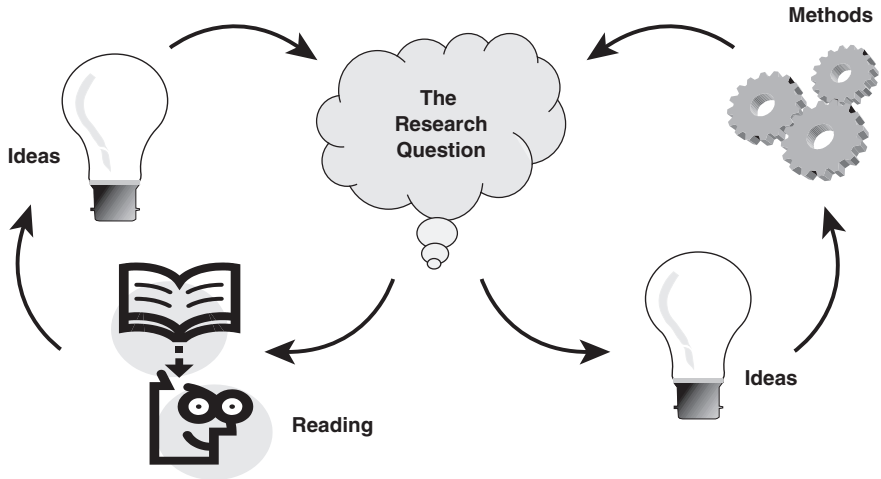 Methods
The
Research
Question
Ideas
Ideas
Reading